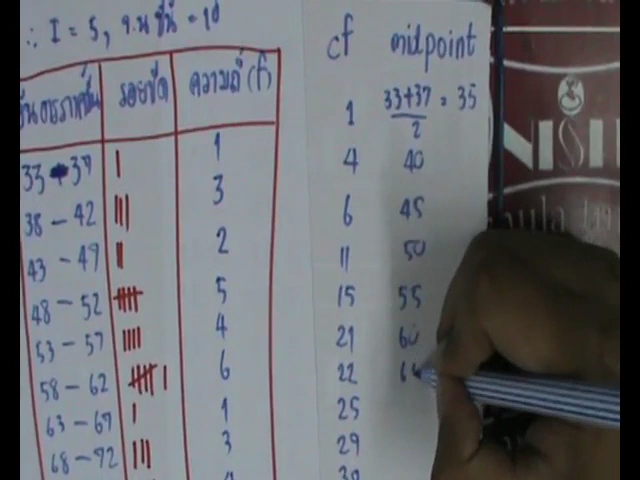 ∴ I = 5, จ.น ชั้น = 10
อันตรภาคชั้น รอยขีด ความถี่ (f) cf midpoint
33 - 37 | 1 1 33+37/2 = 35
38 - 42 ||| 3 4 40
43 - 47 || 2 6 45
48 - 52 |||| 5 11 50
53 - 57 |||| 4 15 55
58 - 62 |||| | 6 21 60
63 - 67 | 1 22 6
68 - 72 ||| 3 25
29
30
NISI